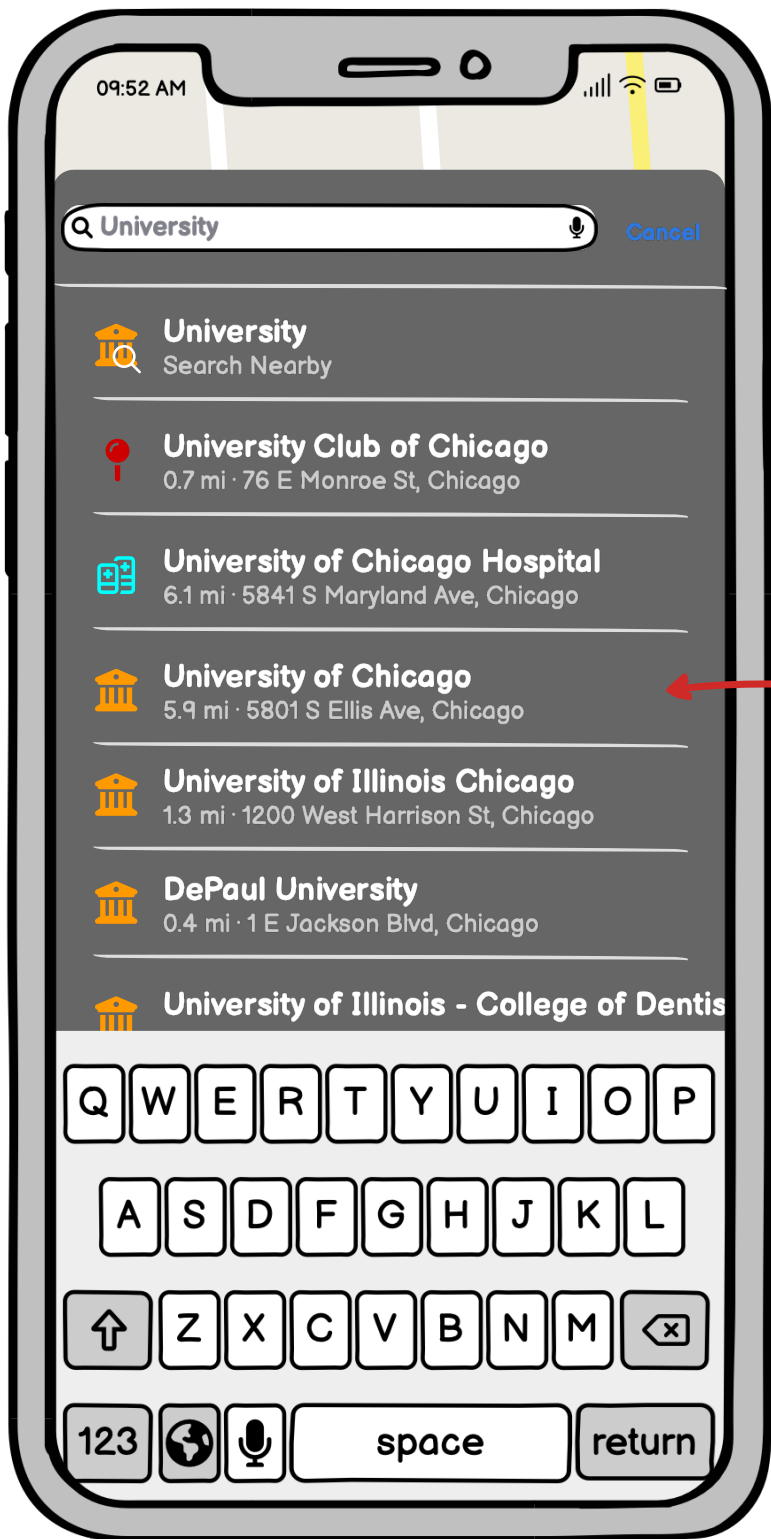 09:52 AM
University
Cancel
University
Search Nearby
University Club of Chicago
0.7 mi · 76 E Monroe St, Chicago
University of Chicago Hospital
6.1 mi · 5841 S Maryland Ave, Chicago
University of Chicago
5.9 mi · 5801 S Ellis Ave, Chicago
University of Illinois Chicago
1.3 mi · 1200 West Harrison St, Chicago
DePaul University
0.4 mi · 1 E Jackson Blvd, Chicago
University of Illinois - College of Dentis
Q W E R T Y U I O P
A S D F G H J K L
Z X C V B N M
123 space return